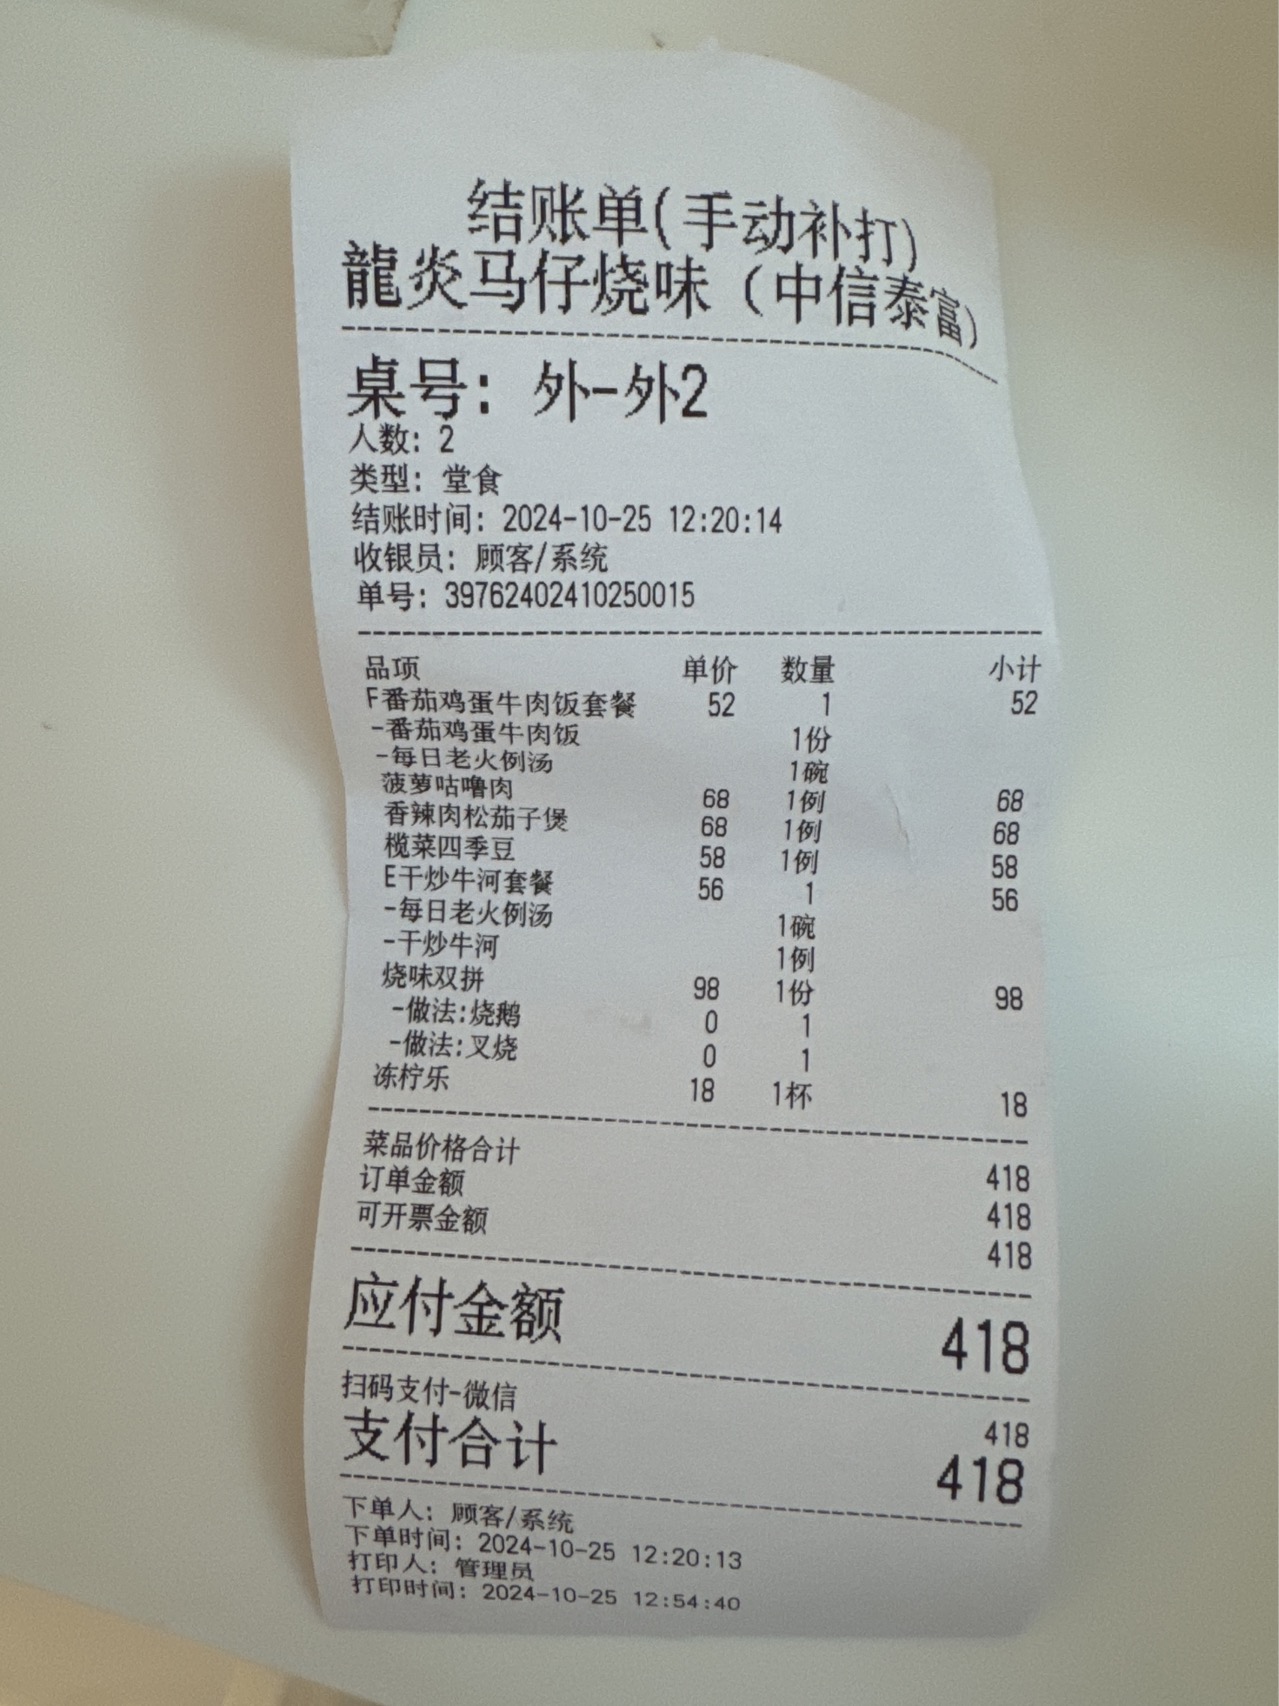 结账单(手动补打)
龍炎马仔烧味（中信泰富）
桌号: 外-外2
人数: 2
类型: 堂食
结账时间: 2024-10-25 12:20:14
收银员: 顾客/系统
单号: 39762402410250015
品项 单价 数量 小计
F番茄鸡蛋牛肉饭套餐 52 1 52
-番茄鸡蛋牛肉饭 1份
-每日老火例汤 1碗
菠萝咕噜肉 68 1例 68
香辣肉松茄子煲 68 1例 68
榄菜四季豆 58 1例 58
E干炒牛河套餐 56 1 56
-每日老火例汤 1碗
-干炒牛河 1例
烧味双拼 98 1份 98
-做法:烧鹅 0 1
-做法:叉烧 0 1
冻柠乐 18 1杯 18
菜品价格合计 418
订单金额 418
可开票金额 418
应付金额 418
扫码支付-微信 418
支付合计 418
下单人: 顾客/系统
下单时间: 2024-10-25 12:20:13
打印人: 管理员
打印时间: 2024-10-25 12:54:40